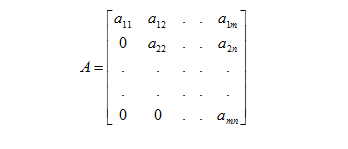 a₁₁ a₁₂ . . a₁ₘ
0 a₂₂ . . a₂ₙ
A = . . . . .
. . . . .
0 0 . . aₘₙ